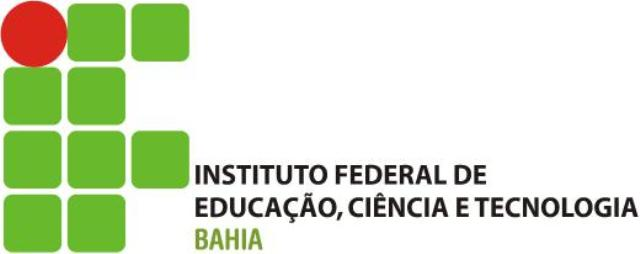 INSTITUTO FEDERAL DE
EDUCAÇÃO, CIÊNCIA E TECNOLOGIA
BAHIA